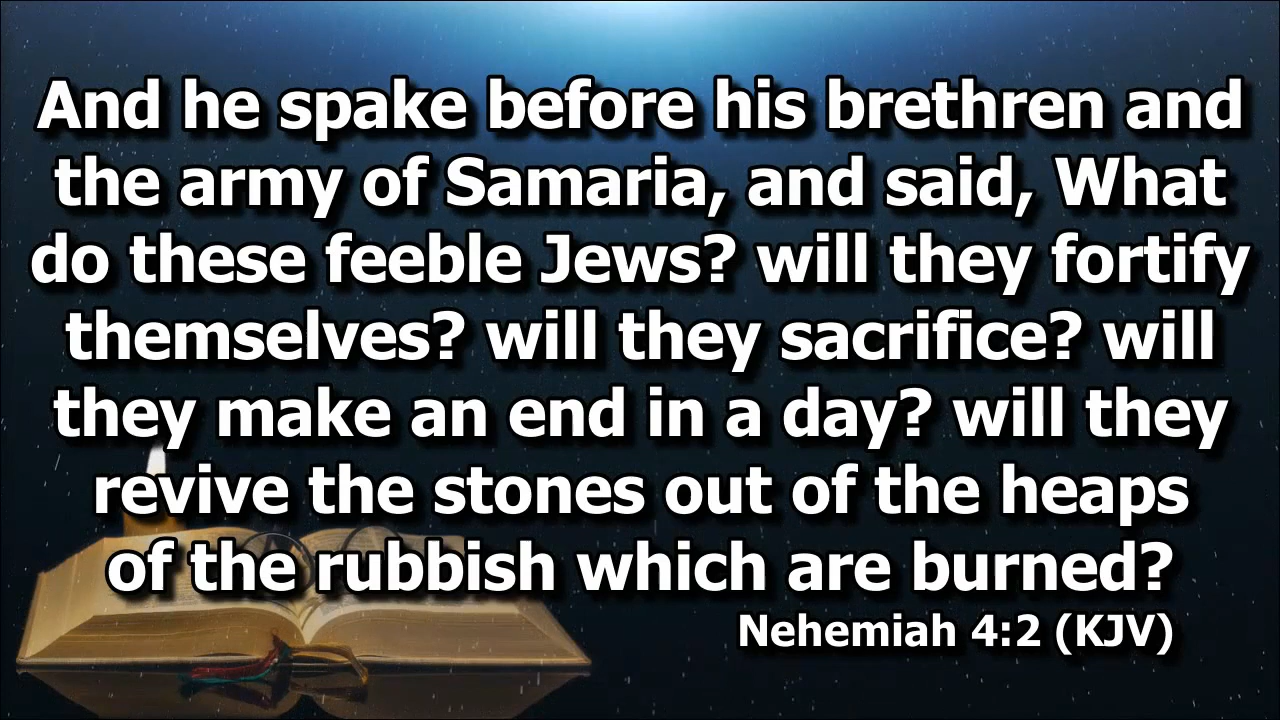 And he spake before his brethren and
the army of Samaria, and said, What
do these feeble Jews? will they fortify
themselves? will they sacrifice? will
they make an end in a day? will they
revive the stones out of the heaps
of the rubbish which are burned?
Nehemiah 4:2 (KJV)